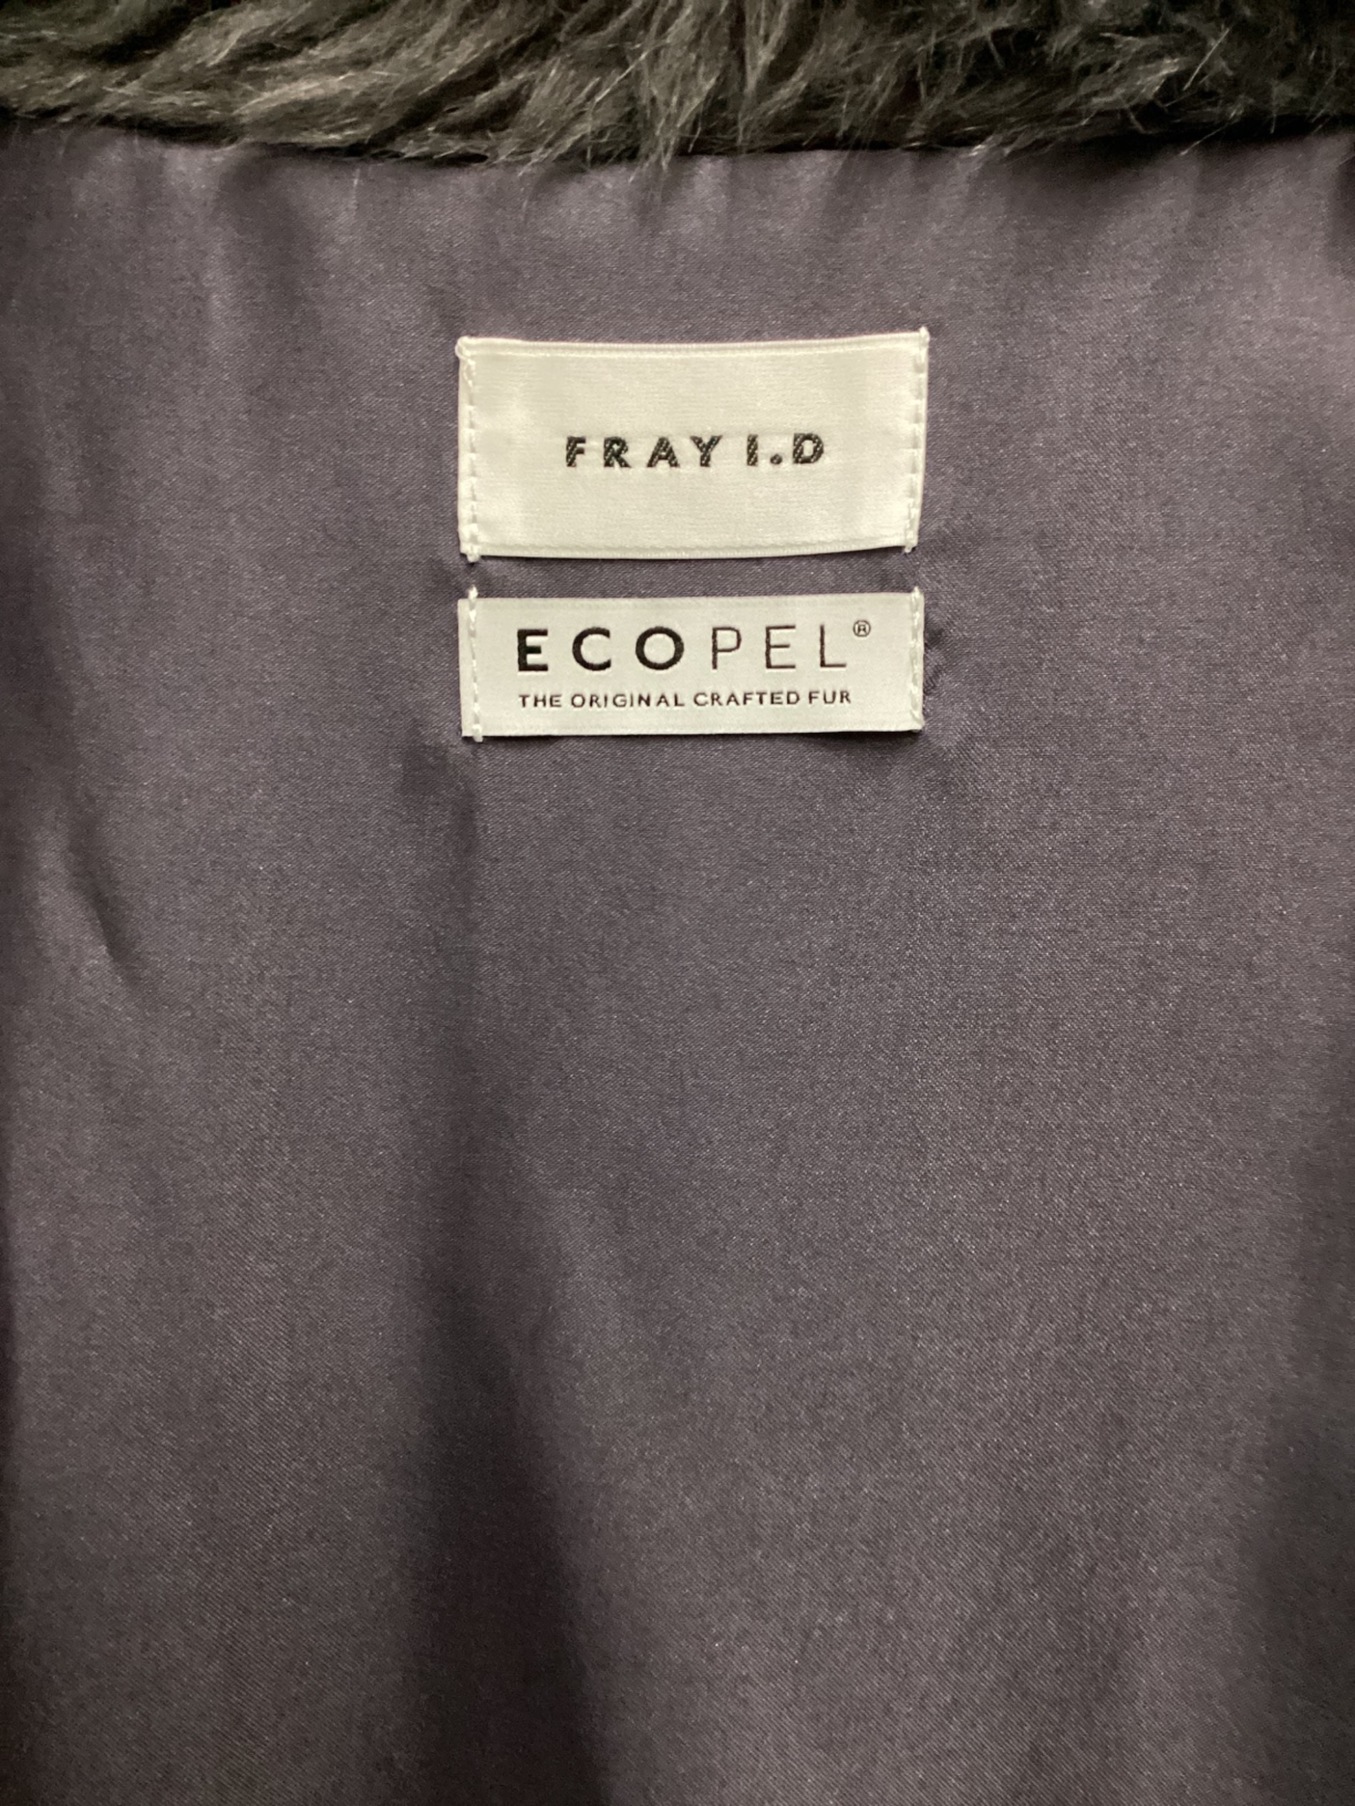 FRAY I.D
ECOPEL®
THE ORIGINAL CRAFTED FUR